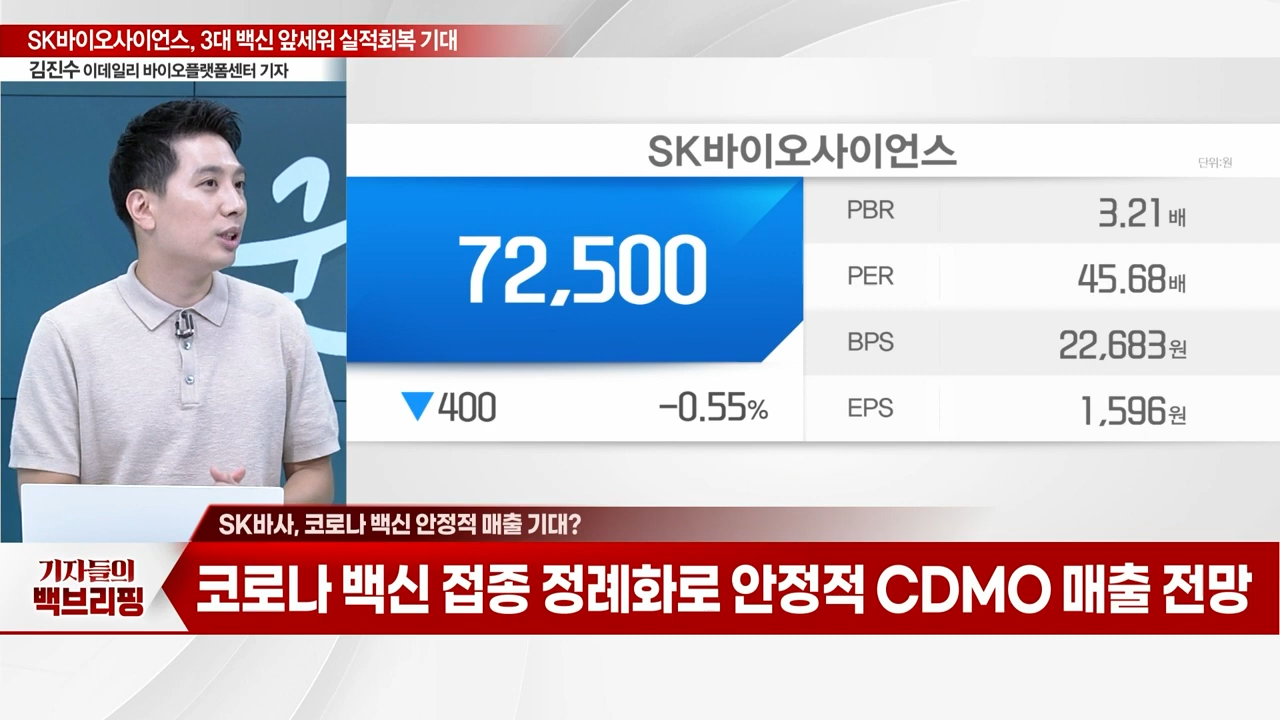 SK바이오사이언스, 3대 백신 앞세워 실적회복 기대
김진수 이데일리 바이오플랫폼센터 기자
SK바이오사이언스
단위:원
72,500
▼400 -0.55%
PBR 3.21배
PER 45.68배
BPS 22,683원
EPS 1,596원
SK바사, 코로나 백신 안정적 매출 기대?
기자들의
백브리핑
코로나 백신 접종 정례화로 안정적 CDMO 매출 전망